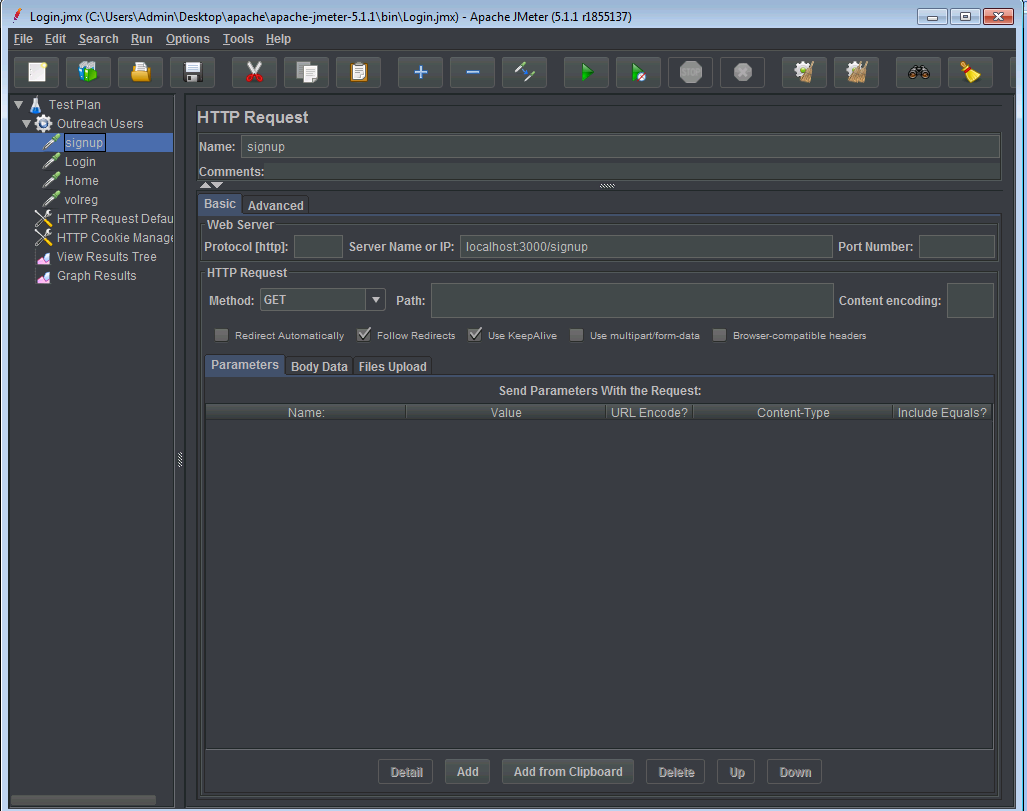 Login.jmx (C:\Users\Admin\Desktop\apache\apache-jmeter-5.1.1\bin\Login.jmx) - Apache JMeter (5.1.1 r1855137)
File Edit Search Run Options Tools Help
STOP
Test Plan
Outreach Users
signup
Login
Home
volreg
HTTP Request Defau
HTTP Cookie Manage
View Results Tree
Graph Results
HTTP Request
Name: signup
Comments:
Basic Advanced
Web Server
Protocol [http]: Server Name or IP: localhost:3000/signup Port Number:
HTTP Request
Method: GET Path: Content encoding:
Redirect Automatically Follow Redirects Use KeepAlive Use multipart/form-data Browser-compatible headers
Parameters Body Data Files Upload
Send Parameters With the Request:
Name: Value URL Encode? Content-Type Include Equals?
Detail Add Add from Clipboard Delete Up Down